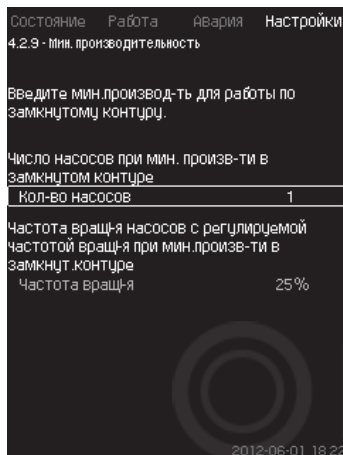 Состояние Работа Авария Настройки
4.2.9 - Мин. производительность
Введите мин.производ-ть для работы по
замкнутому контуру.
Число насосов при мин. произв-ти в
замкнутом контуре
Кол-во насосов 1
Частота вращ-я насосов с регулируемой
частотой вращ-я при мин.произв-ти в
замкнут.контуре
Частота вращ-я 25%
2012-06-01 18:22